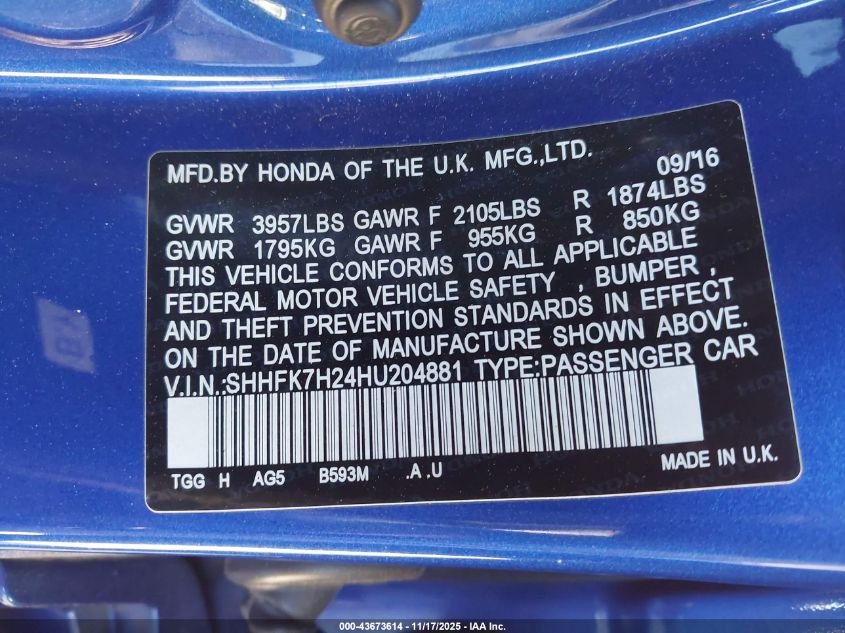 MFD.BY HONDA OF THE U.K. MFG.,LTD. 09/'16
GVWR 3957LBS GAWR F 2105LBS R 1874LBS
GVWR 1795KG GAWR F 955KG R 850KG
THIS VEHICLE CONFORMS TO ALL APPLICABLE
FEDERAL MOTOR VEHICLE SAFETY , BUMPER ,
AND THEFT PREVENTION STANDARDS IN EFFECT
ON THE DATE OF MANUFACTURE SHOWN ABOVE.
V.I.N.:SHHFK7H24HU204881 TYPE:PASSENGER CAR
TGG H AG5 B593M .A .U MADE IN U.K.
000-43673614 - 11/17/2025 - IAA Inc.